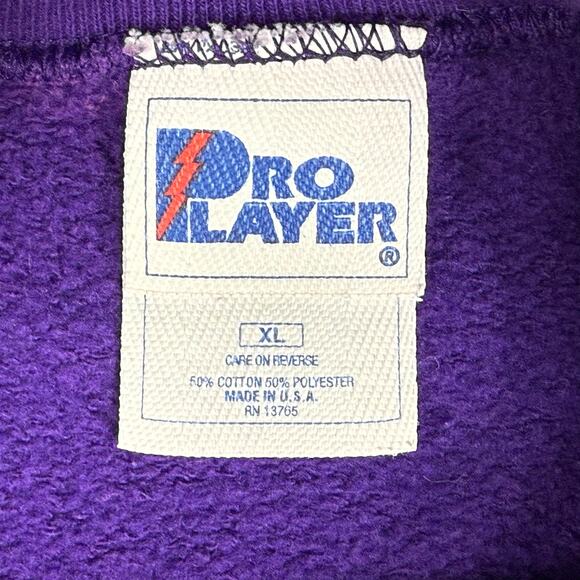 PRO
PLAYER®
XL
CARE ON REVERSE
50% COTTON 50% POLYESTER
MADE IN U.S.A.
RN 13765